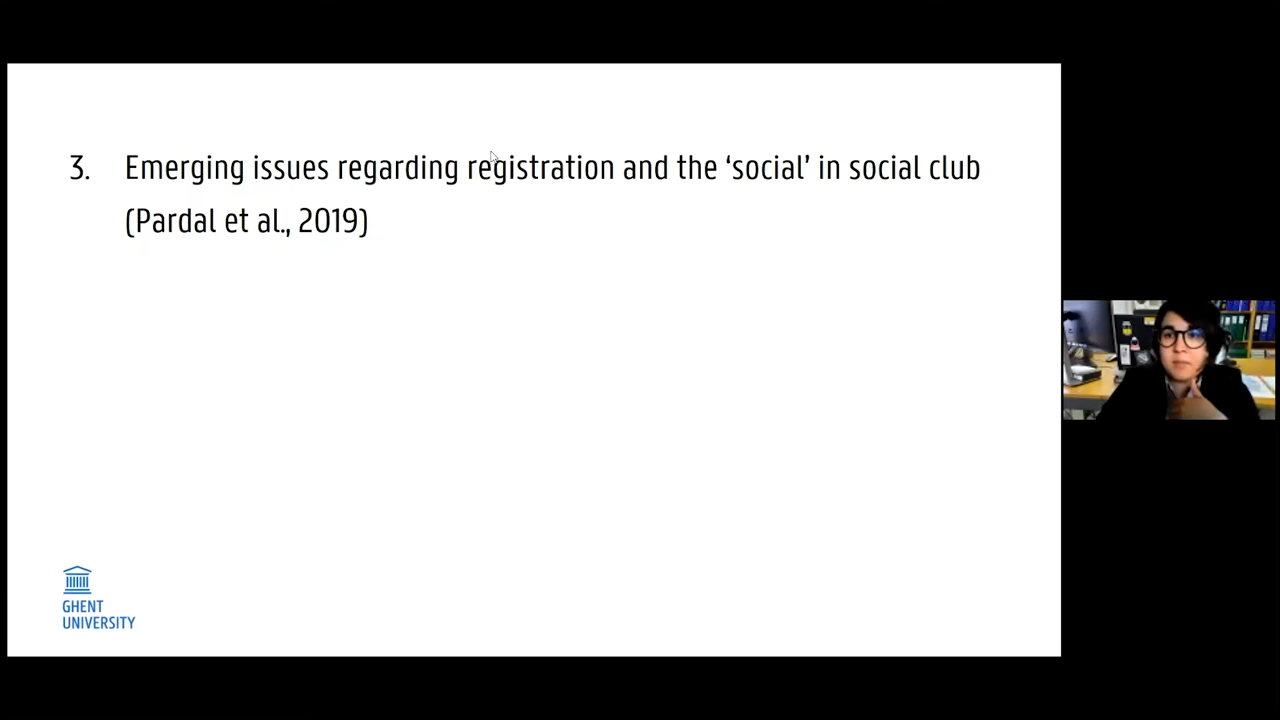 3. Emerging issues regarding registration and the ‘social’ in social club
(Pardal et al., 2019)
GHENT
UNIVERSITY